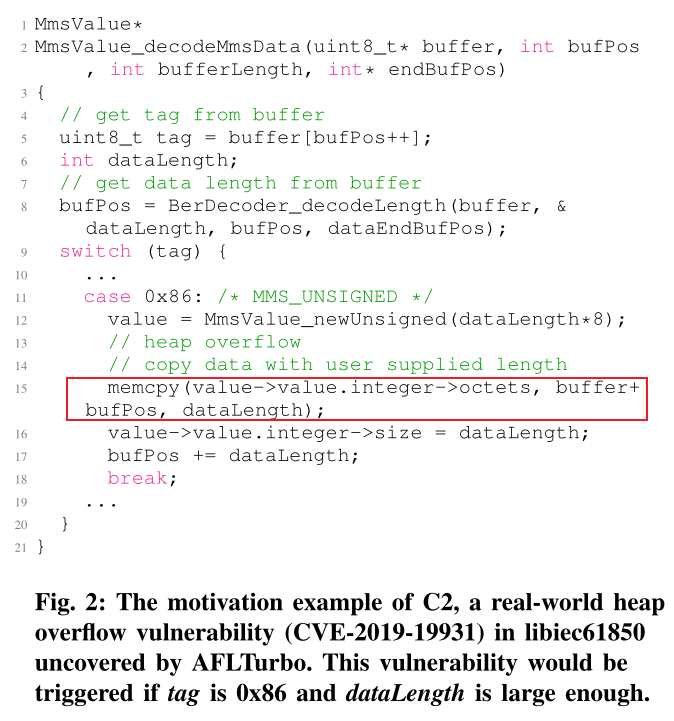 1 MmsValue*
2 MmsValue_decodeMmsData(uint8_t* buffer, int bufPos
, int bufferLength, int* endBufPos)
3 {
4 // get tag from buffer
5 uint8_t tag = buffer[bufPos++];
6 int dataLength;
7 // get data length from buffer
8 bufPos = BerDecoder_decodeLength(buffer, &
dataLength, bufPos, dataEndBufPos);
9 switch (tag) {
10 ...
11 case 0x86: /* MMS_UNSIGNED */
12 value = MmsValue_newUnsigned(dataLength*8);
13 // heap overflow
14 // copy data with user supplied length
15 memcpy(value->value.integer->octets, buffer+
bufPos, dataLength);
16 value->value.integer->size = dataLength;
17 bufPos += dataLength;
18 break;
19 ...
20 }
21 }
Fig. 2: The motivation example of C2, a real-world heap
overflow vulnerability (CVE-2019-19931) in libiec61850
uncovered by AFLTurbo. This vulnerability would be
triggered if tag is 0x86 and dataLength is large enough.